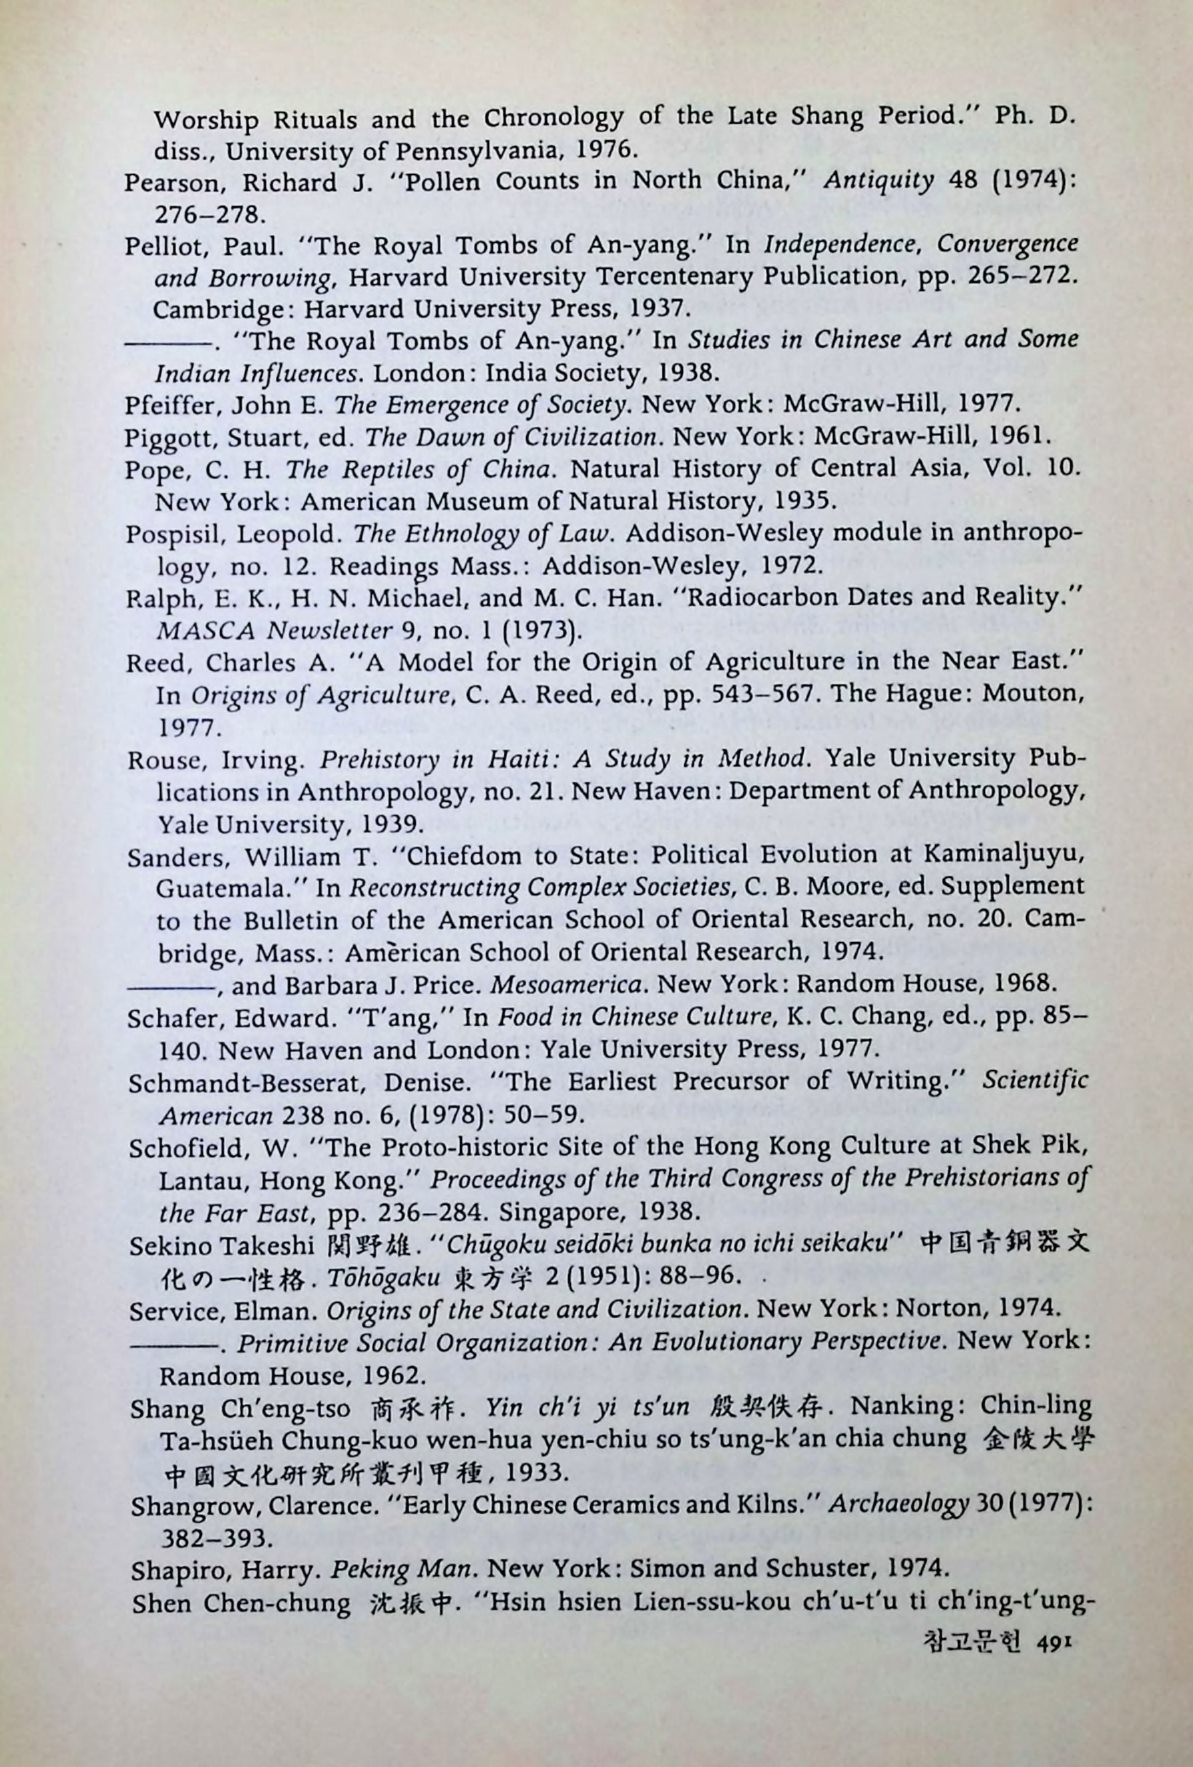 Worship Rituals and the Chronology of the Late Shang Period." Ph. D.
diss., University of Pennsylvania, 1976.
Pearson, Richard J. "Pollen Counts in North China," Antiquity 48 (1974):
276–278.
Pelliot, Paul. "The Royal Tombs of An-yang." In Independence, Convergence
and Borrowing, Harvard University Tercentenary Publication, pp. 265–272.
Cambridge: Harvard University Press, 1937.
———. "The Royal Tombs of An-yang." In Studies in Chinese Art and Some
Indian Influences. London: India Society, 1938.
Pfeiffer, John E. The Emergence of Society. New York: McGraw-Hill, 1977.
Piggott, Stuart, ed. The Dawn of Civilization. New York: McGraw-Hill, 1961.
Pope, C. H. The Reptiles of China. Natural History of Central Asia, Vol. 10.
New York: American Museum of Natural History, 1935.
Pospisil, Leopold. The Ethnology of Law. Addison-Wesley module in anthropo-
logy, no. 12. Readings Mass.: Addison-Wesley, 1972.
Ralph, E. K., H. N. Michael, and M. C. Han. "Radiocarbon Dates and Reality."
MASCA Newsletter 9, no. 1 (1973).
Reed, Charles A. "A Model for the Origin of Agriculture in the Near East."
In Origins of Agriculture, C. A. Reed, ed., pp. 543–567. The Hague: Mouton,
1977.
Rouse, Irving. Prehistory in Haiti: A Study in Method. Yale University Pub-
lications in Anthropology, no. 21. New Haven: Department of Anthropology,
Yale University, 1939.
Sanders, William T. "Chiefdom to State: Political Evolution at Kaminaljuyu,
Guatemala." In Reconstructing Complex Societies, C. B. Moore, ed. Supplement
to the Bulletin of the American School of Oriental Research, no. 20. Cam-
bridge, Mass.: American School of Oriental Research, 1974.
———, and Barbara J. Price. Mesoamerica. New York: Random House, 1968.
Schafer, Edward. "T'ang," In Food in Chinese Culture, K. C. Chang, ed., pp. 85–
140. New Haven and London: Yale University Press, 1977.
Schmandt-Besserat, Denise. "The Earliest Precursor of Writing." Scientific
American 238 no. 6, (1978): 50–59.
Schofield, W. "The Proto-historic Site of the Hong Kong Culture at Shek Pik,
Lantau, Hong Kong." Proceedings of the Third Congress of the Prehistorians of
the Far East, pp. 236–284. Singapore, 1938.
Sekino Takeshi 関野雄. "Chūgoku seidōki bunka no ichi seikaku" 中国青銅器文
化の一性格. Tōhōgaku 東方学 2 (1951): 88–96.
Service, Elman. Origins of the State and Civilization. New York: Norton, 1974.
———. Primitive Social Organization: An Evolutionary Perspective. New York:
Random House, 1962.
Shang Ch'eng-tso 商承祚. Yin ch'i yi ts'un 殷契佚存. Nanking: Chin-ling
Ta-hsüeh Chung-kuo wen-hua yen-chiu so ts'ung-k'an chia chung 金陵大學
中國文化研究所叢刊甲種, 1933.
Shangrow, Clarence. "Early Chinese Ceramics and Kilns." Archaeology 30 (1977):
382–393.
Shapiro, Harry. Peking Man. New York: Simon and Schuster, 1974.
Shen Chen-chung 沈振中. "Hsin hsien Lien-ssu-kou ch'u-t'u ti ch'ing-t'ung-
참고문헌 491